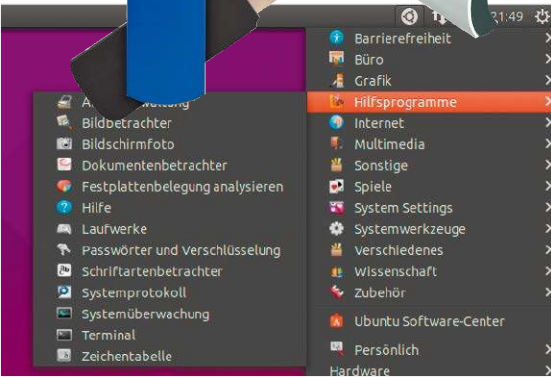 21:49
Barrierefreiheit
Büro
Grafik
Hilfsprogramme
Internet
Multimedia
Sonstige
Spiele
System Settings
Systemwerkzeuge
Verschiedenes
Wissenschaft
Zubehör
Ubuntu Software-Center
Persönlich
Hardware
Bildbetrachter
Bildschirmfoto
Dokumentenbetrachter
Festplattenbelegung analysieren
Hilfe
Laufwerke
Passwörter und Verschlüsselung
Schriftartenbetrachter
Systemprotokoll
Systemüberwachung
Terminal
Zeichentabelle